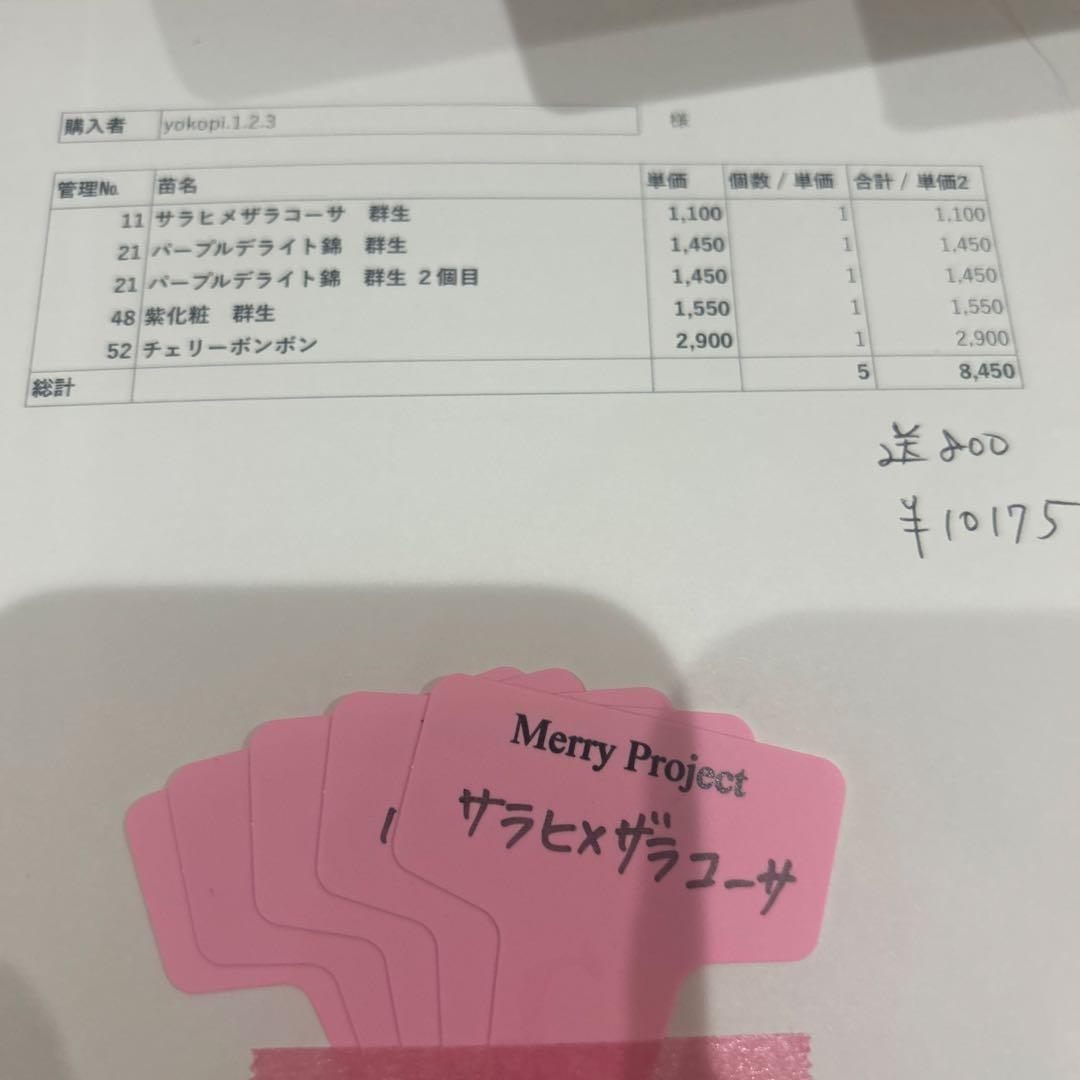 購入者 yokopi.1.2.3 様
管理No. 苗名 単価 個数 / 単価 合計 / 単価2
11 サラヒメザラコーサ 群生 1,100 1 1,100
21 パープルデライト錦 群生 1,450 1 1,450
21 パープルデライト錦 群生 2個目 1,450 1 1,450
48 紫化粧 群生 1,550 1 1,550
52 チェリーボンボン 2,900 1 2,900
総計 5 8,450
送 800
¥10175
Merry Project
サラヒメザラコーサ